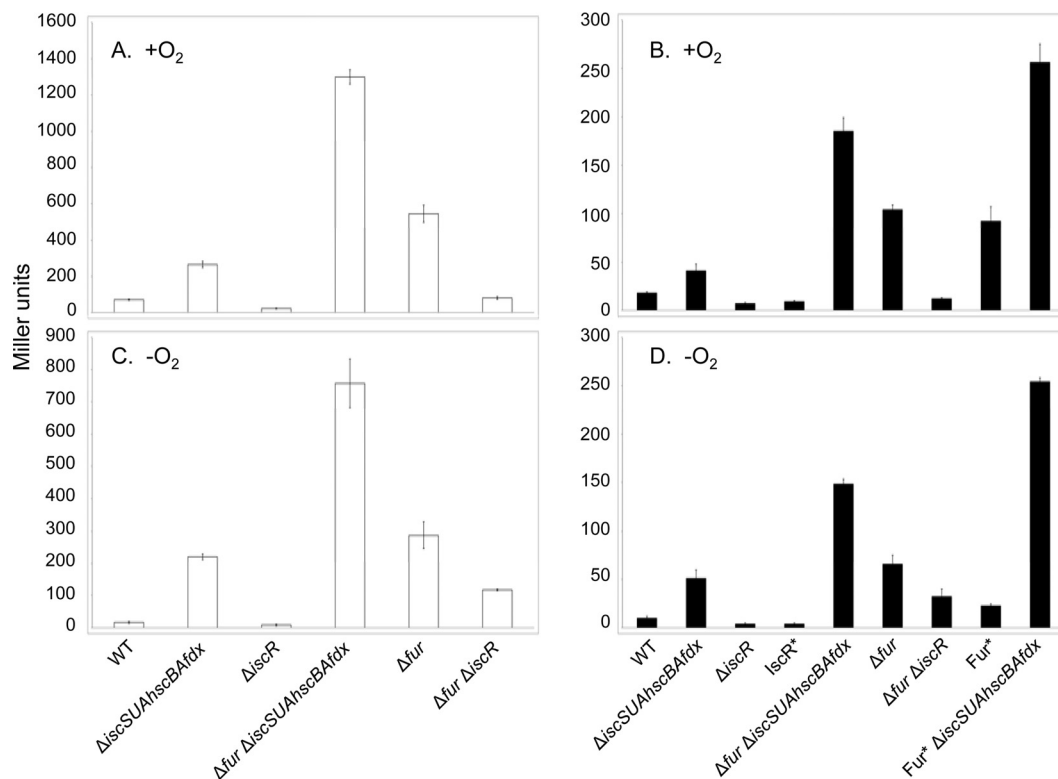 Miller units
A. +O₂
1600
1400
1200
1000
800
600
400
200
0
B. +O₂
300
250
200
150
100
50
0
C. -O₂
900
800
700
600
500
400
300
200
100
0
D. -O₂
300
250
200
150
100
50
0
WT
ΔiscSUAhscBAfdx
ΔiscR
Δfur ΔiscSUAhscBAfdx
Δfur
Δfur ΔiscR
WT
ΔiscSUAhscBAfdx
ΔiscR
IscR*
Δfur ΔiscSUAhscBAfdx
Δfur
Δfur ΔiscR
Fur*
Fur* ΔiscSUAhscBAfdx